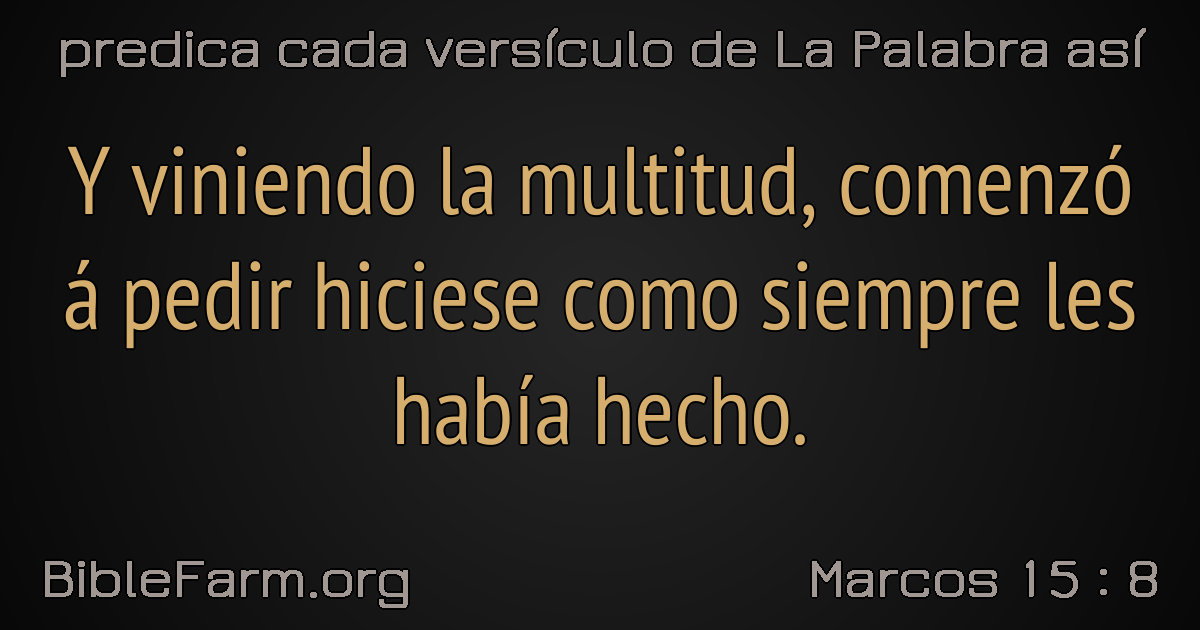 predica cada versículo de La Palabra así
Y viniendo la multitud, comenzó
á pedir hiciese como siempre les
había hecho.
BibleFarm.org
Marcos 15 : 8